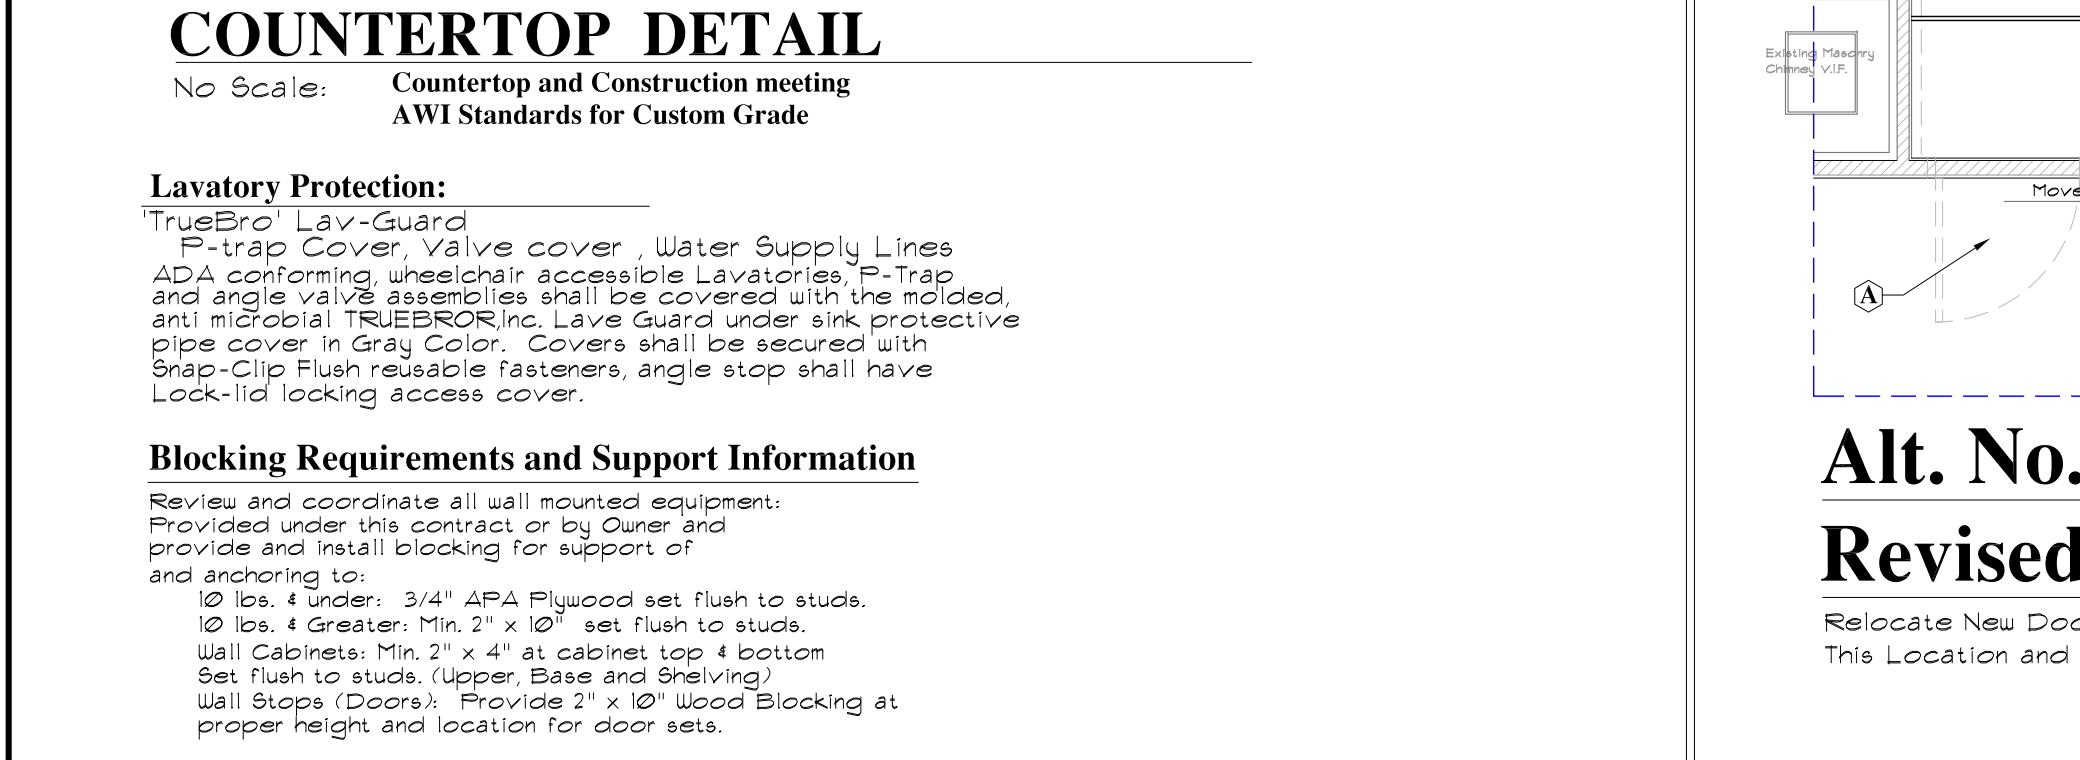 COUNTERTOP DETAIL
No Scale:
Countertop and Construction meeting
AWI Standards for Custom Grade
Lavatory Protection:
'TrueBro' Lav-Guard
P-trap Cover, Valve cover , Water Supply Lines
ADA conforming, wheelchair accessible Lavatories, P-Trap
and angle valve assemblies shall be covered with the molded,
anti microbial TRUEBROR,Inc. Lave Guard under sink protective
pipe cover in Gray Color. Covers shall be secured with
Snap-Clip Flush reusable fasteners, angle stop shall have
Lock-lid locking access cover.
Blocking Requirements and Support Information
Review and coordinate all wall mounted equipment:
Provided under this contract or by Owner and
provide and install blocking for support of
and anchoring to:
10 lbs. & under: 3/4" APA Plywood set flush to studs.
10 lbs. & Greater: Min. 2" x 10" set flush to studs.
Wall Cabinets: Min. 2" x 4" at cabinet top & bottom
Set flush to studs. (Upper, Base and Shelving)
Wall Stops (Doors): Provide 2" x 10" Wood Blocking at
proper height and location for door sets.
Existing Masonry
Chimney V.I.F.
Move
A
Alt. No.
Revised
Relocate New Doo
This Location and